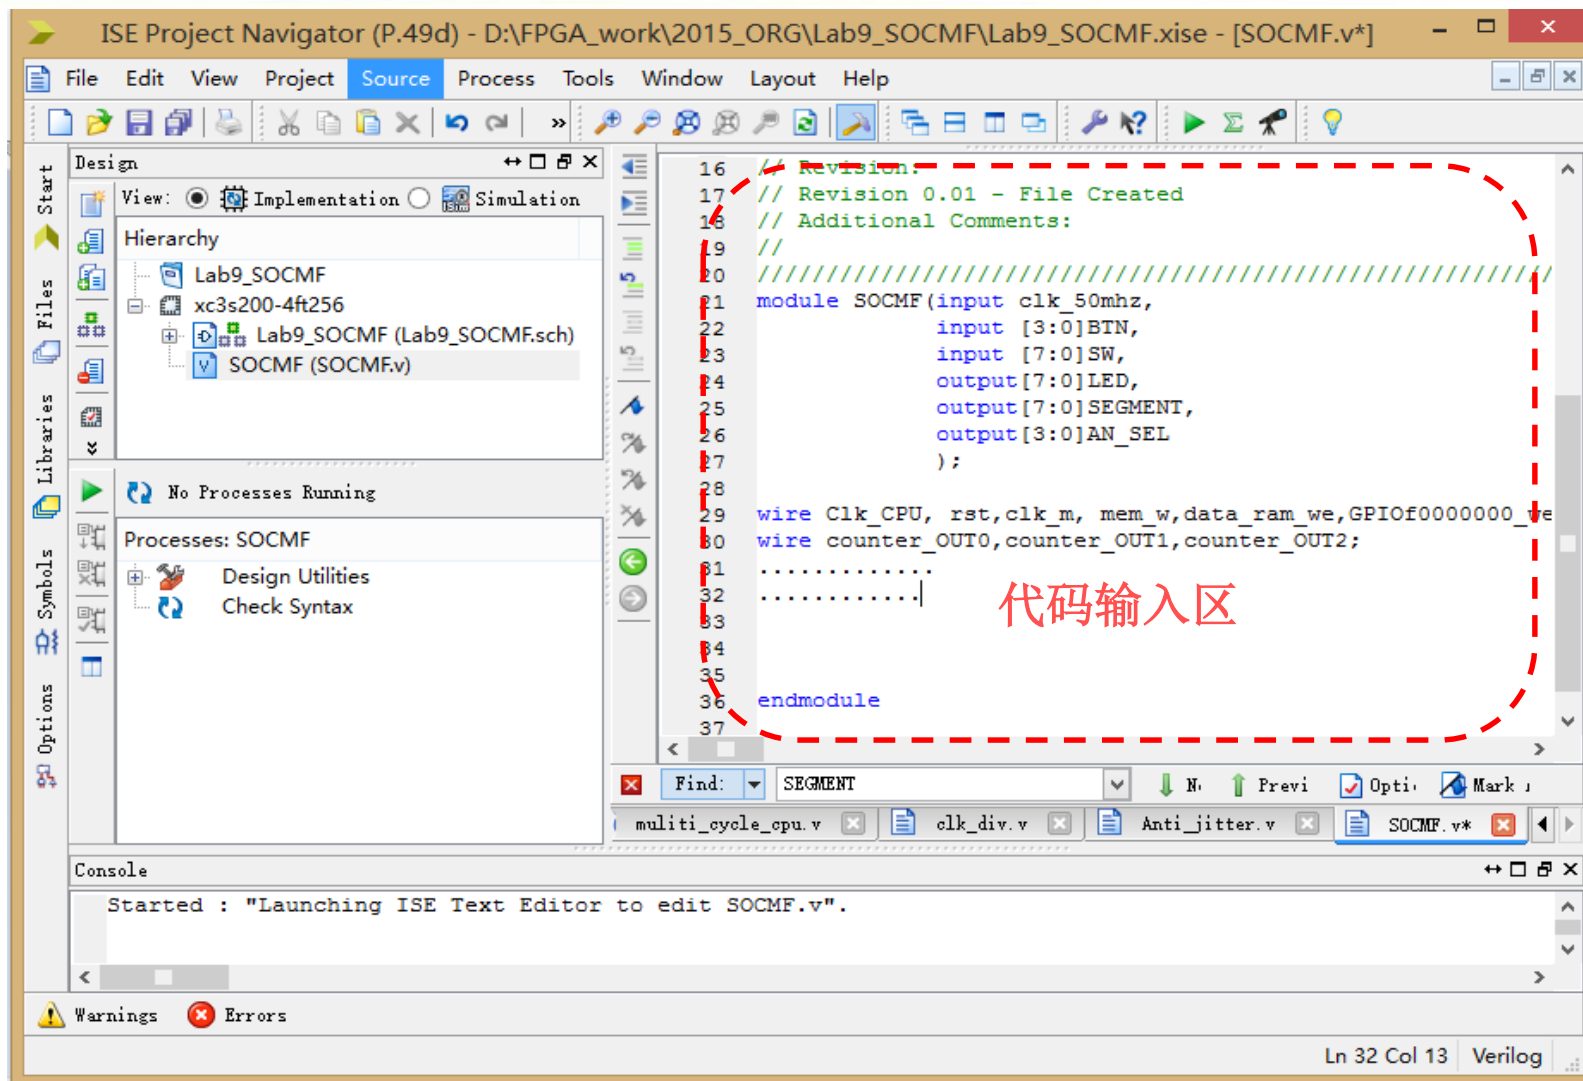 ISE Project Navigator (P.49d) - D:\FPGA_work\2015_ORG\Lab9_SOCMF\Lab9_SOCMF.xise - [SOCMF.v*]
File Edit View Project Source Process Tools Window Layout Help
Start
Files
Libraries
Symbols
Options
Design
View: Implementation Simulation
Hierarchy
Lab9_SOCMF
xc3s200-4ft256
Lab9_SOCMF (Lab9_SOCMF.sch)
SOCMF (SOCMF.v)
No Processes Running
Processes: SOCMF
Design Utilities
Check Syntax
16 // Revision:
17 // Revision 0.01 - File Created
18 // Additional Comments:
19 //
20 //////////////////////////////////////////////////////////
21 module SOCMF(input clk_50mhz,
22 input [3:0]BTN,
23 input [7:0]SW,
24 output[7:0]LED,
25 output[7:0]SEGMENT,
26 output[3:0]AN_SEL
27 );
28
29 wire Clk_CPU, rst,clk_m, mem_w,data_ram_we,GPIOf0000000_we
30 wire counter_OUT0,counter_OUT1,counter_OUT2;
31 .............
32 ............
代码输入区
33
34
35
36 endmodule
37
Find: SEGMENT N Previ Opti Mark
muliti_cycle_cpu.v clk_div.v Anti_jitter.v SOCMF.v*
Console
Started : "Launching ISE Text Editor to edit SOCMF.v".
Warnings Errors
Ln 32 Col 13 Verilog